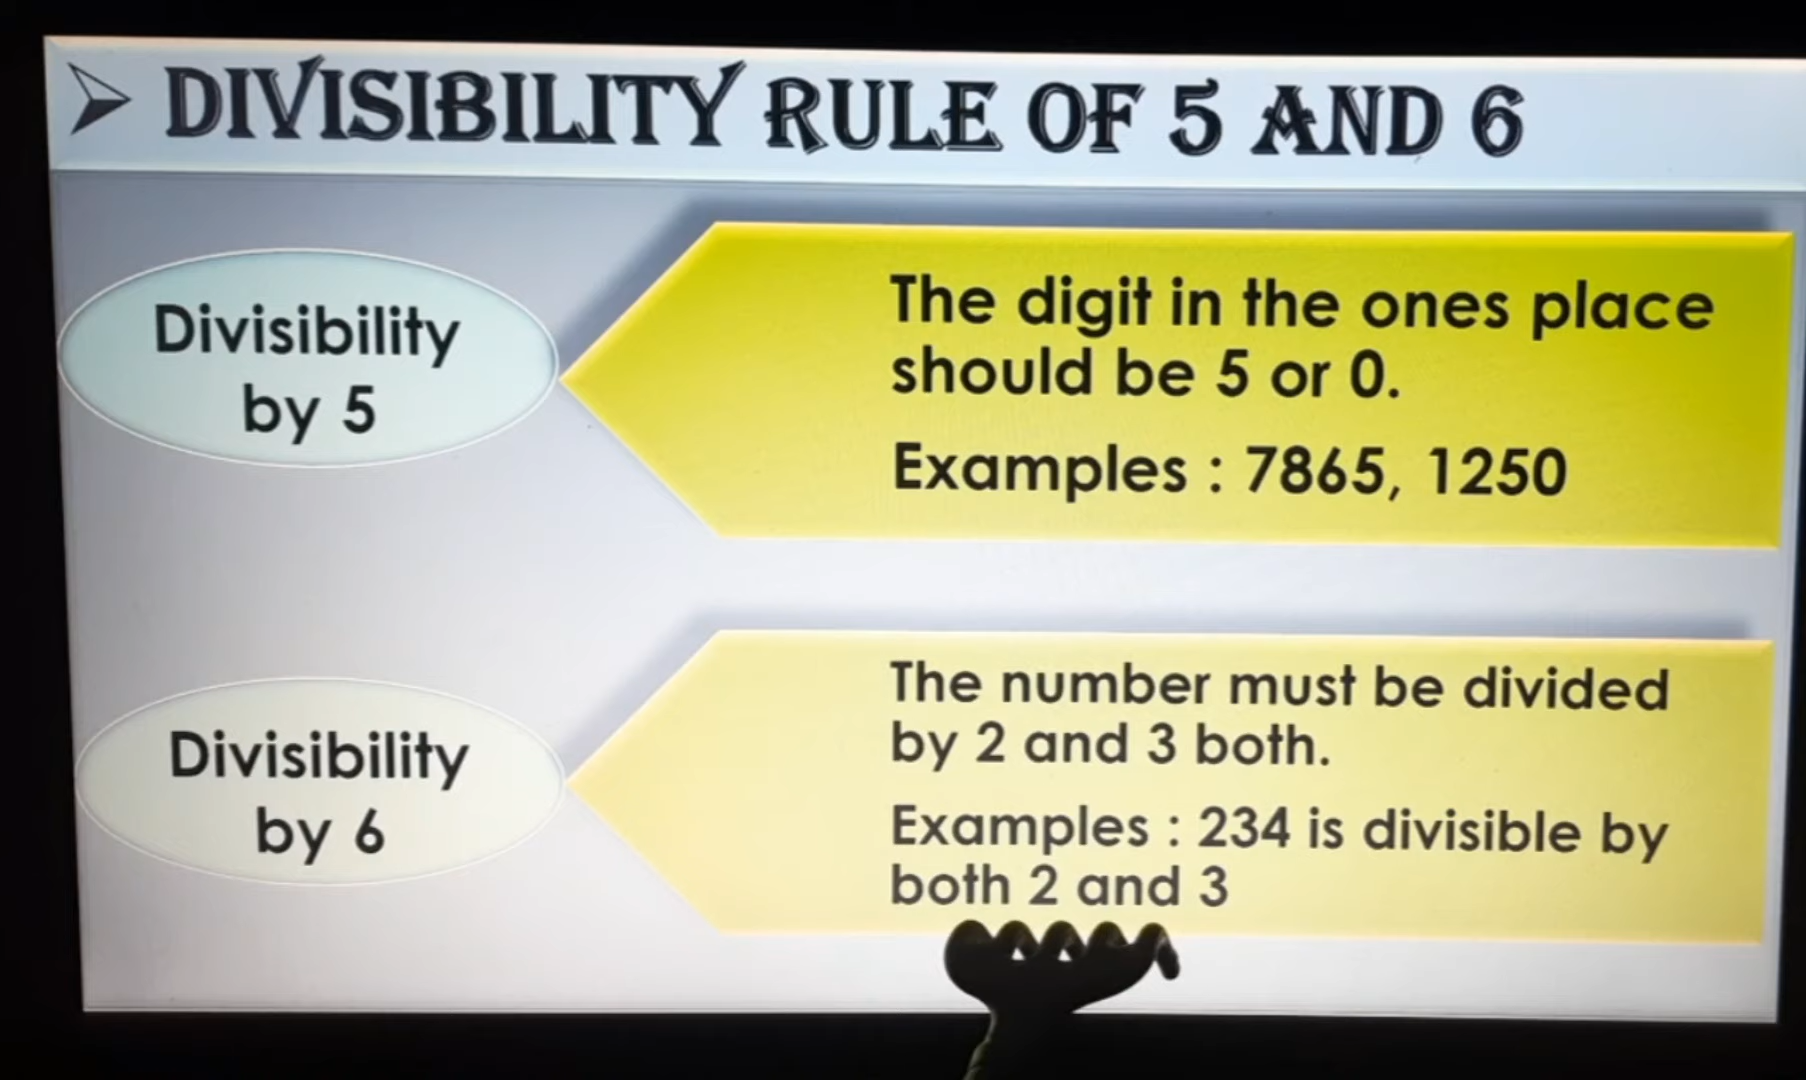 DIVISIBILITY RULE OF 5 AND 6
Divisibility
by 5
The digit in the ones place
should be 5 or 0.
Examples : 7865, 1250
Divisibility
by 6
The number must be divided
by 2 and 3 both.
Examples : 234 is divisible by
both 2 and 3